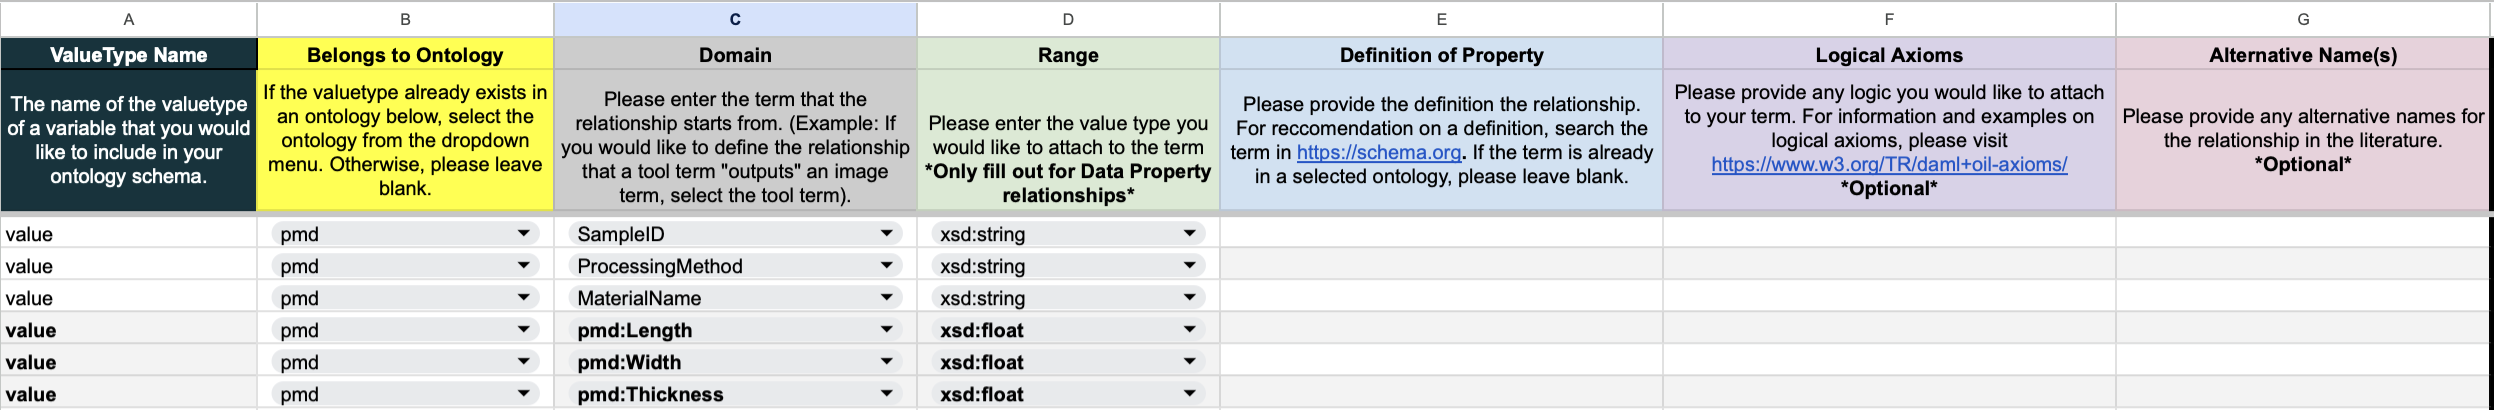 A B C D E F G
ValueType Name Belongs to Ontology Domain Range Definition of Property Logical Axioms Alternative Name(s)
The name of the valuetype
of a variable that you would
like to include in your
ontology schema.
If the valuetype already exists in
an ontology below, select the
ontology from the dropdown
menu. Otherwise, please leave
blank.
Please enter the term that the
relationship starts from. (Example: If
you would like to define the relationship
that a tool term "outputs" an image
term, select the tool term).
Please enter the value type you
would like to attach to the term
*Only fill out for Data Property
relationships*
Please provide the definition the relationship.
For reccomendation on a definition, search the
term in https://schema.org. If the term is already
in a selected ontology, please leave blank.
Please provide any logic you would like to attach
to your term. For information and examples on
logical axioms, please visit
https://www.w3.org/TR/daml+oil-axioms/
*Optional*
Please provide any alternative names for
the relationship in the literature.
*Optional*
value pmd SampleID xsd:string
value pmd ProcessingMethod xsd:string
value pmd MaterialName xsd:string
value pmd pmd:Length xsd:float
value pmd pmd:Width xsd:float
value pmd pmd:Thickness xsd:float